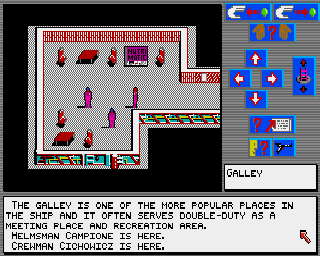 GALLEY
THE GALLEY IS ONE OF THE MORE POPULAR PLACES IN
THE SHIP AND IT OFTEN SERVES DOUBLE-DUTY AS A
MEETING PLACE AND RECREATION AREA.
HELMSMAN CAMPIONE IS HERE.
CREWMAN CICHOWICZ IS HERE.